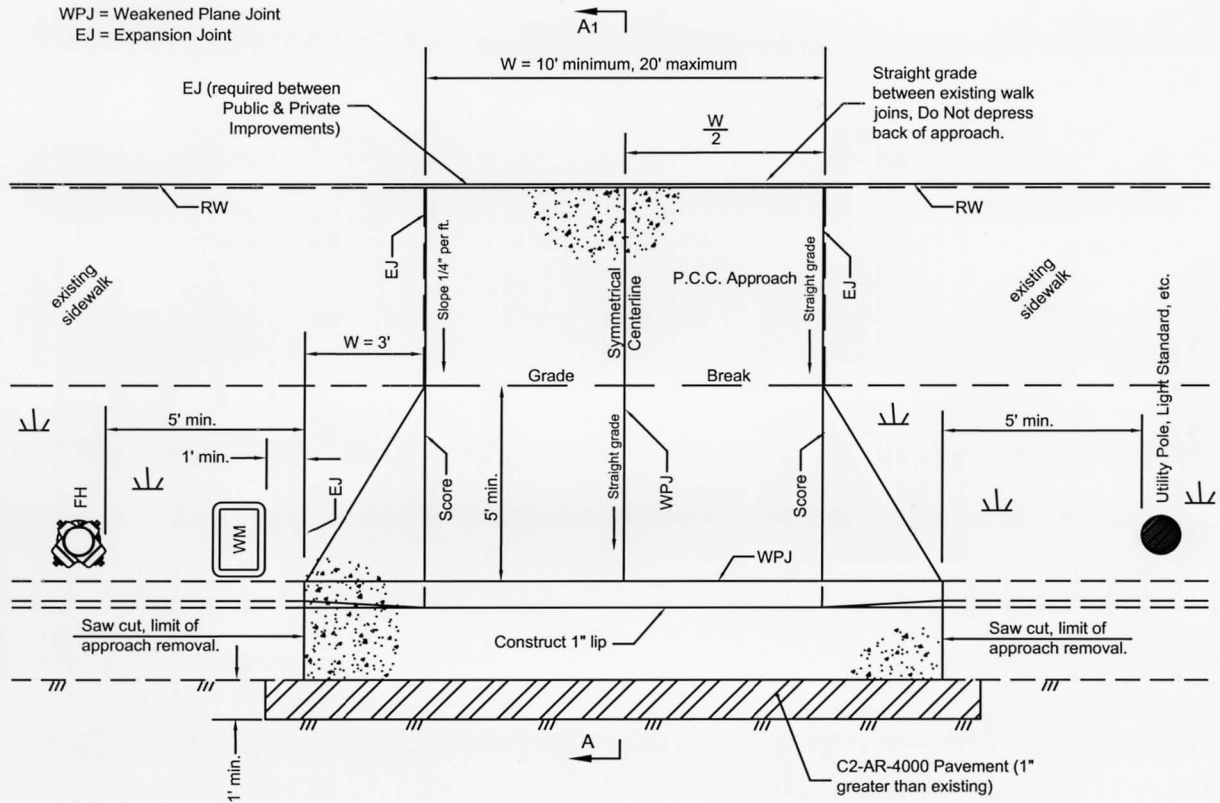 WPJ = Weakened Plane Joint
EJ = Expansion Joint
A1
W = 10' minimum, 20' maximum
EJ (required between
Public & Private
Improvements)
Straight grade
between existing walk
joins, Do Not depress
back of approach.
W
2
RW
RW
existing
sidewalk
EJ
Slope 1/4" per ft.
Symmetrical
Centerline
P.C.C. Approach
Straight grade
EJ
existing
sidewalk
W = 3'
Grade
Break
Utility Pole, Light Standard, etc.
5' min.
5' min.
1' min.
FH
WM
EJ
Score
5' min.
Straight grade
WPJ
Score
WPJ
Saw cut, limit of
approach removal.
Construct 1" lip
Saw cut, limit of
approach removal.
1' min.
A
C2-AR-4000 Pavement (1"
greater than existing)